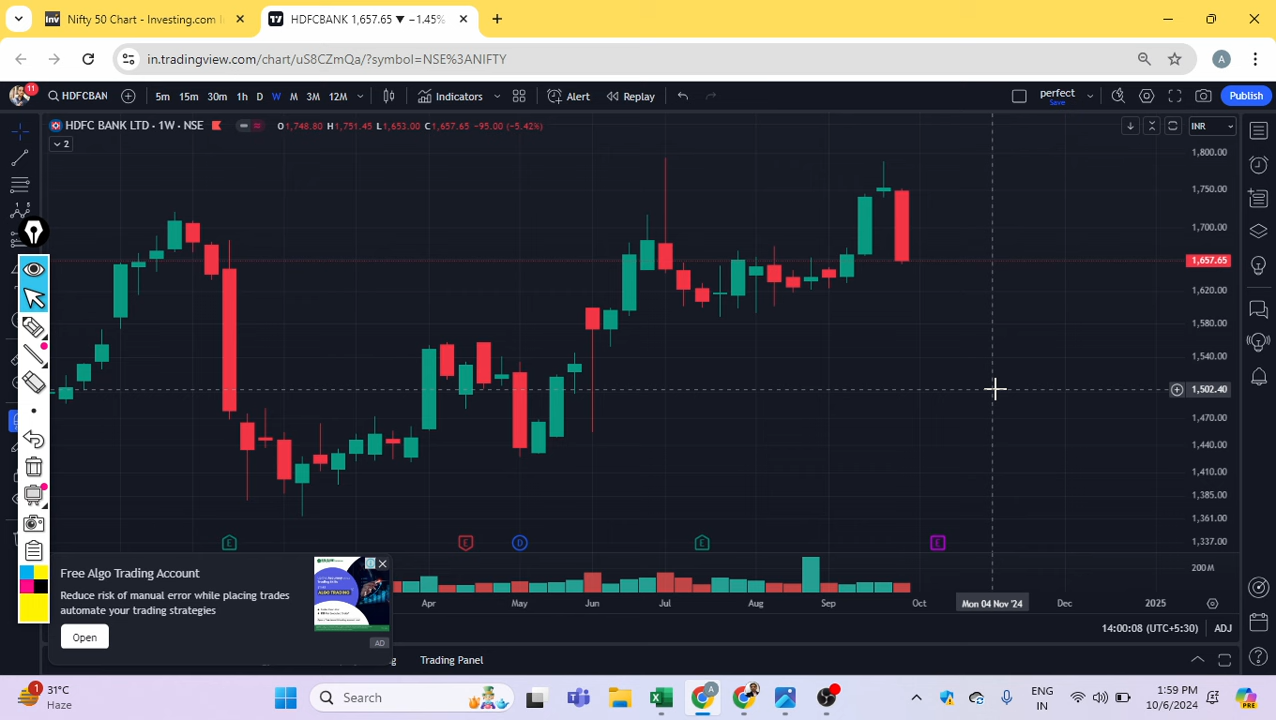 Nifty 50 Chart - Investing.com I
HDFCBANK 1,657.65 ▼ −1.45%
in.tradingview.com/chart/uS8CZmQa/?symbol=NSE%3ANIFTY
A
11
HDFCBAN
5m 15m 30m 1h D W M 3M 12M
Indicators
Alert
Replay
perfect
Save
Publish
HDFC BANK LTD · 1W · NSE
O1,748.80 H1,751.45 L1,653.00 C1,657.65 −95.00 (−5.42%)
INR
2
1,800.00
1,750.00
1,700.00
1,657.65
1,620.00
1,580.00
1,540.00
1,502.40
1,470.00
1,440.00
1,410.00
1,385.00
1,361.00
1,337.00
200 M
E E D E E
Free Algo Trading Account
Reduce risk of manual error while placing trades
automate your trading strategies
Open
ALGO TRADING
AD
Apr May Jun Jul Aug Sep Oct Mon 04 Nov '24 Dec 2025
14:00:08 (UTC+5:30) ADJ
Trading Panel
1
31°C
Haze
Search
ENG
IN
1:59 PM
10/6/2024
PRE